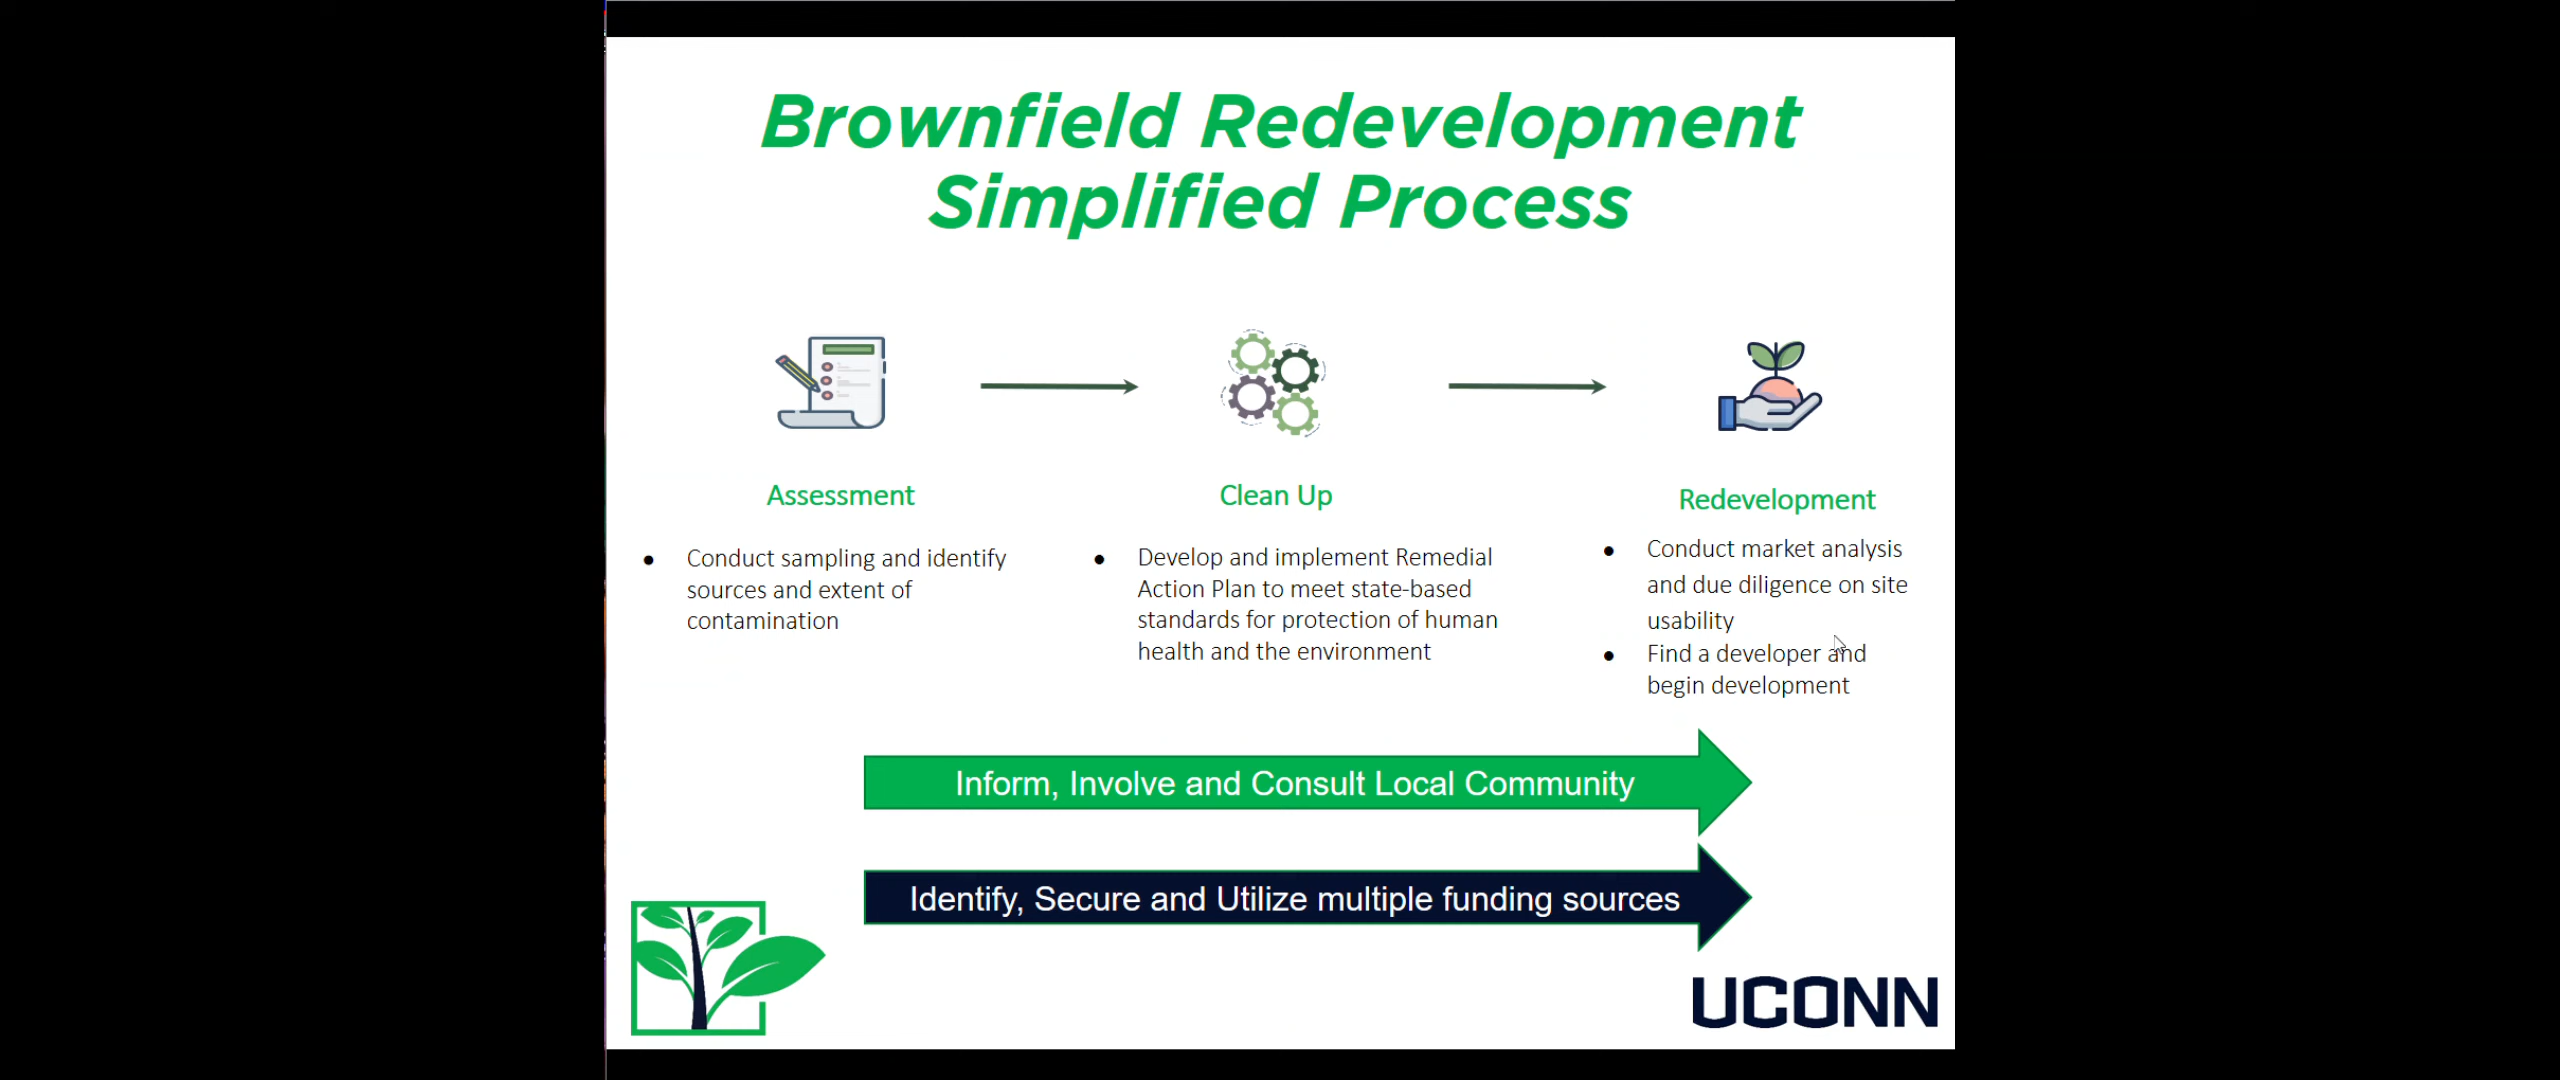 Brownfield Redevelopment
Simplified Process
Assessment
Conduct sampling and identify
sources and extent of
contamination
Clean Up
Develop and implement Remedial
Action Plan to meet state-based
standards for protection of human
health and the environment
Redevelopment
Conduct market analysis
and due diligence on site
usability
Find a developer and
begin development
Inform, Involve and Consult Local Community
Identify, Secure and Utilize multiple funding sources
UCONN